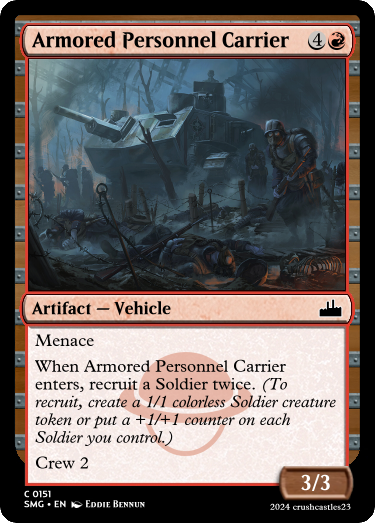 Armored Personnel Carrier 4
Artifact — Vehicle
Menace
When Armored Personnel Carrier
enters, recruit a Soldier twice. (To
recruit, create a 1/1 colorless Soldier creature
token or put a +1/+1 counter on each
Soldier you control.)
Crew 2
3/3
C 0151
SMG • EN Eddie Bennun
2024 crushcastles23